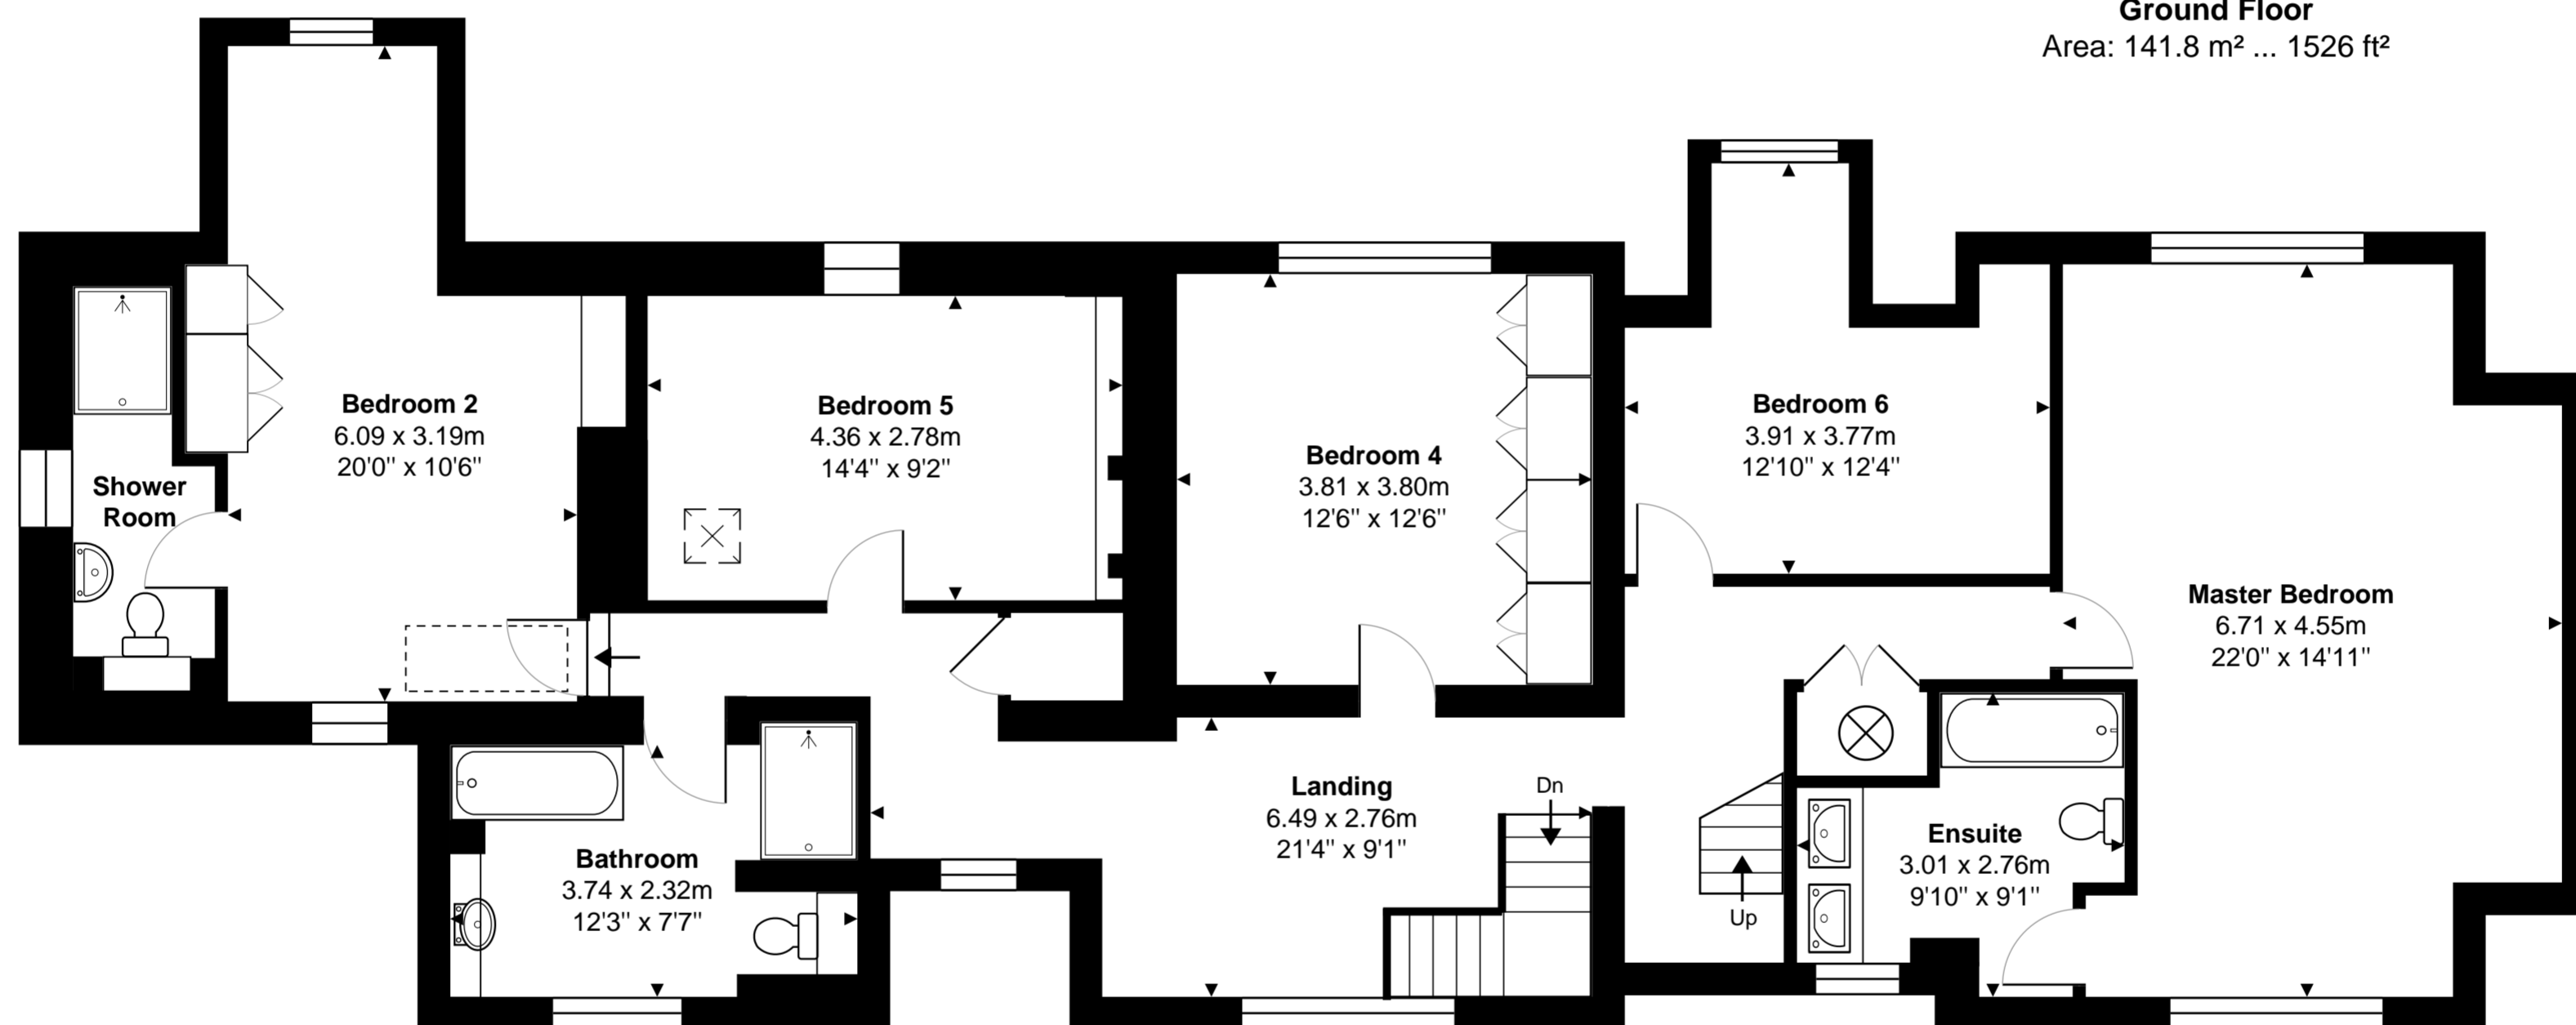 Ground Floor
Area: 141.8 m² ... 1526 ft²
Bedroom 2
6.09 x 3.19m
20'0" x 10'6"
Bedroom 5
4.36 x 2.78m
14'4" x 9'2"
Bedroom 4
3.81 x 3.80m
12'6" x 12'6"
Bedroom 6
3.91 x 3.77m
12'10" x 12'4"
Shower
Room
Master Bedroom
6.71 x 4.55m
22'0" x 14'11"
Landing
6.49 x 2.76m
21'4" x 9'1"
Dn
Bathroom
3.74 x 2.32m
12'3" x 7'7"
Up
Ensuite
3.01 x 2.76m
9'10" x 9'1"